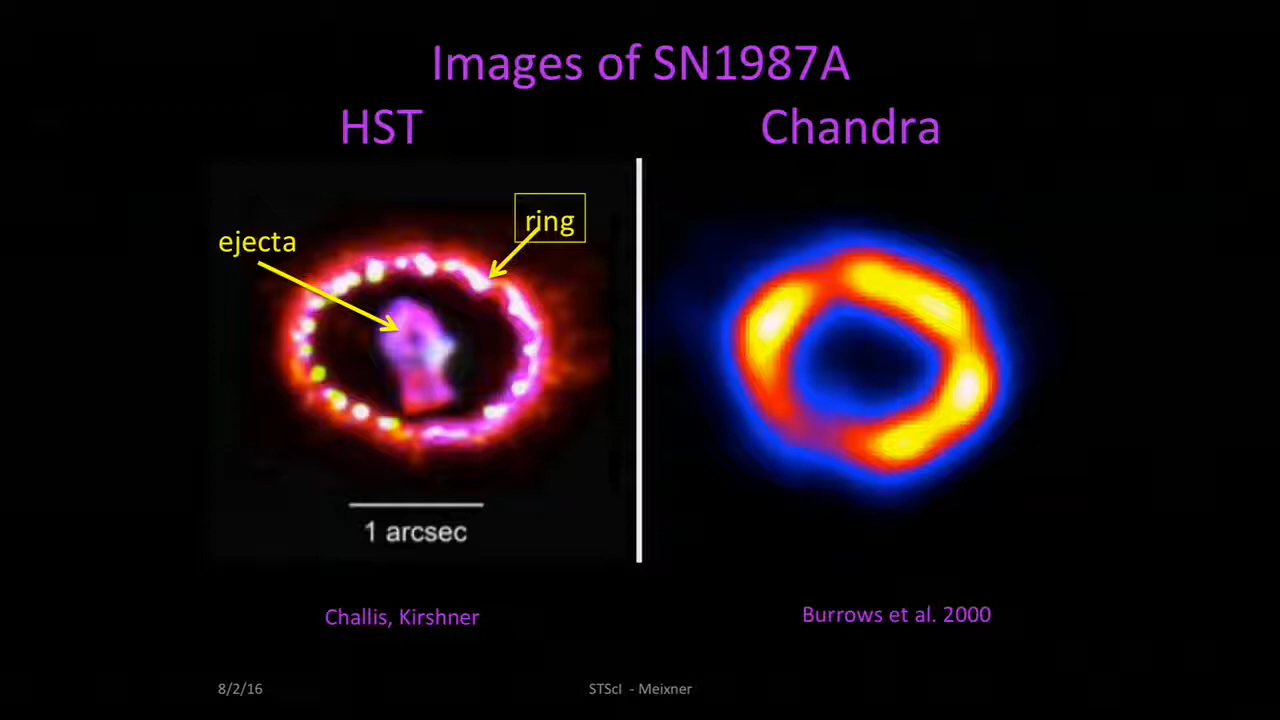 Images of SN1987A
HST
Chandra
ring
ejecta
1 arcsec
Challis, Kirshner
Burrows et al. 2000
8/2/16
STScI - Meixner